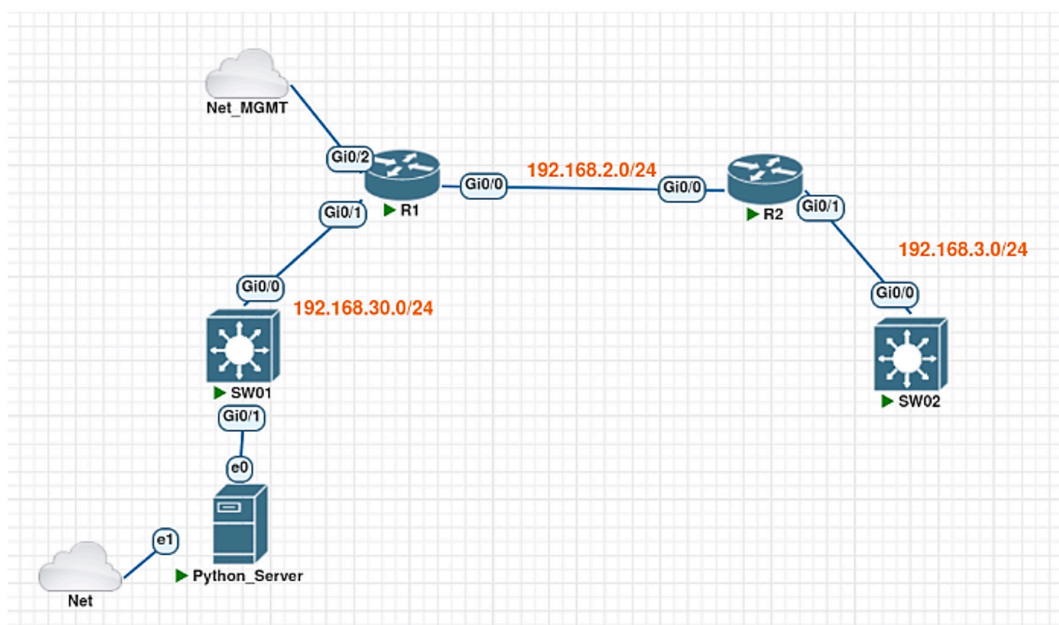 Net_MGMT
Gi0/2
192.168.2.0/24
Gi0/0
Gi0/0
Gi0/1
R1
R2
Gi0/1
192.168.3.0/24
Gi0/0
Gi0/0
192.168.30.0/24
SW01
SW02
Gi0/1
e0
e1
Python_Server
Net